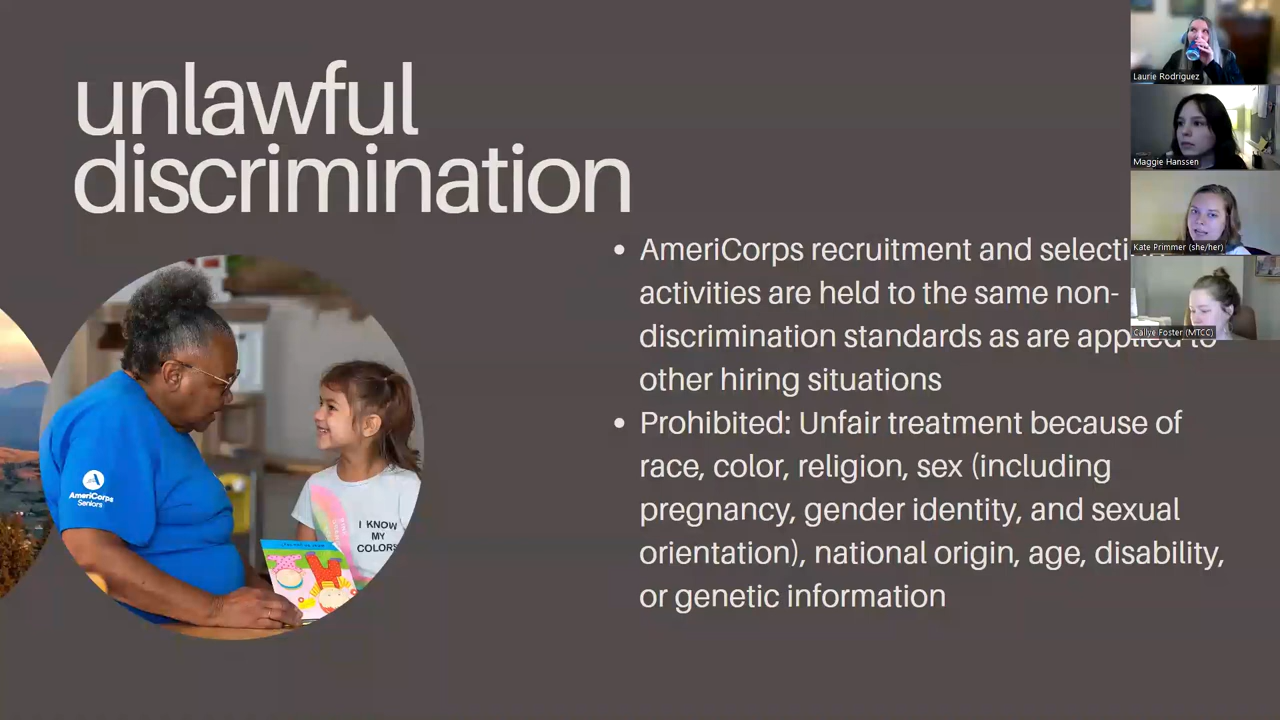 unlawful
discrimination
AmeriCorps recruitment and selecti
activities are held to the same non-
discrimination standards as are applied to
other hiring situations
Prohibited: Unfair treatment because of
race, color, religion, sex (including
pregnancy, gender identity, and sexual
orientation), national origin, age, disability,
or genetic information
AmeriCorps
Seniors
I KNOW
MY
COLORS
Laurie Rodriguez
Maggie Hanssen
Kate Primmer (she/her)
Callye Foster (MTCC)